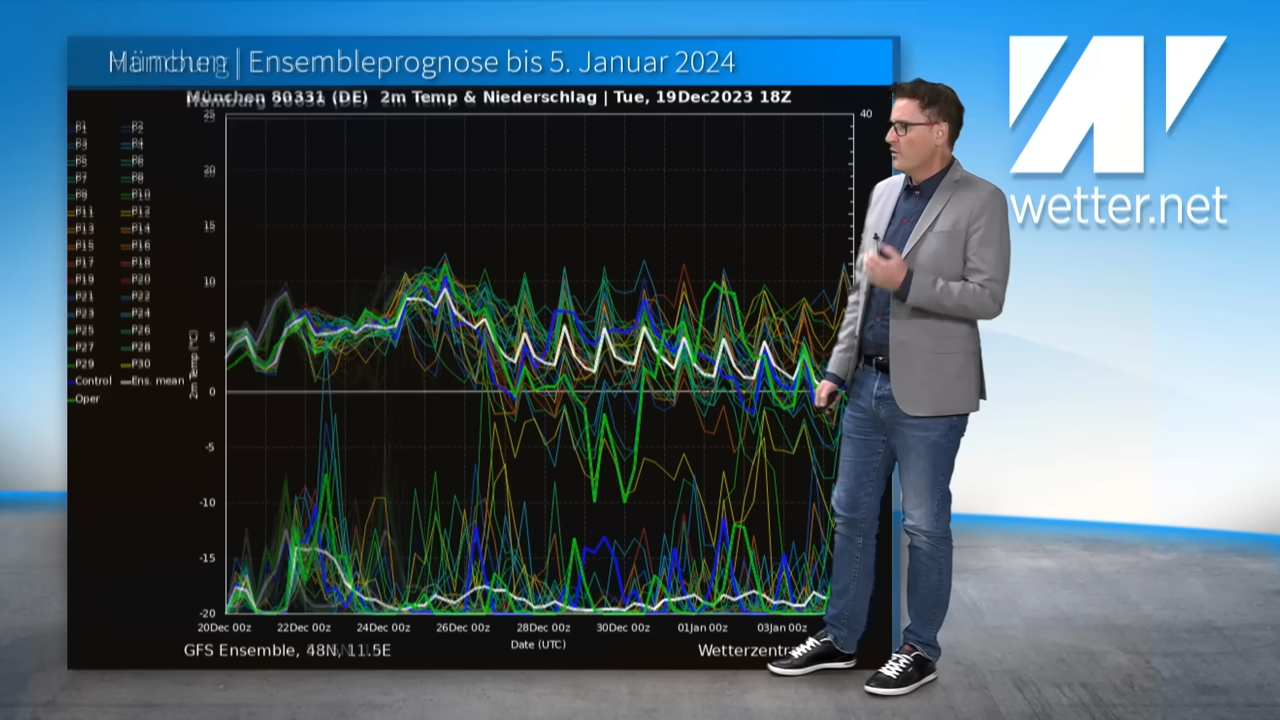 München | Ensembleprognose bis 5. Januar 2024
München 80331 (DE) 2m Temp & Niederschlag | Tue, 19Dec2023 18Z
wetter.net
40
25
20
15
10
5
0
-5
-10
-15
-20
2m Temp (°C)
P1 P2
P3 P4
P5 P6
P7 P8
P9 P10
P11 P12
P13 P14
P15 P16
P17 P18
P19 P20
P21 P22
P23 P24
P25 P26
P27 P28
P29 P30
Control Ens. mean
Oper
20Dec 00z 22Dec 00z 24Dec 00z 26Dec 00z 28Dec 00z 30Dec 00z 01Jan 00z 03Jan 00z
Date (UTC)
GFS Ensemble, 48N, 11.5E